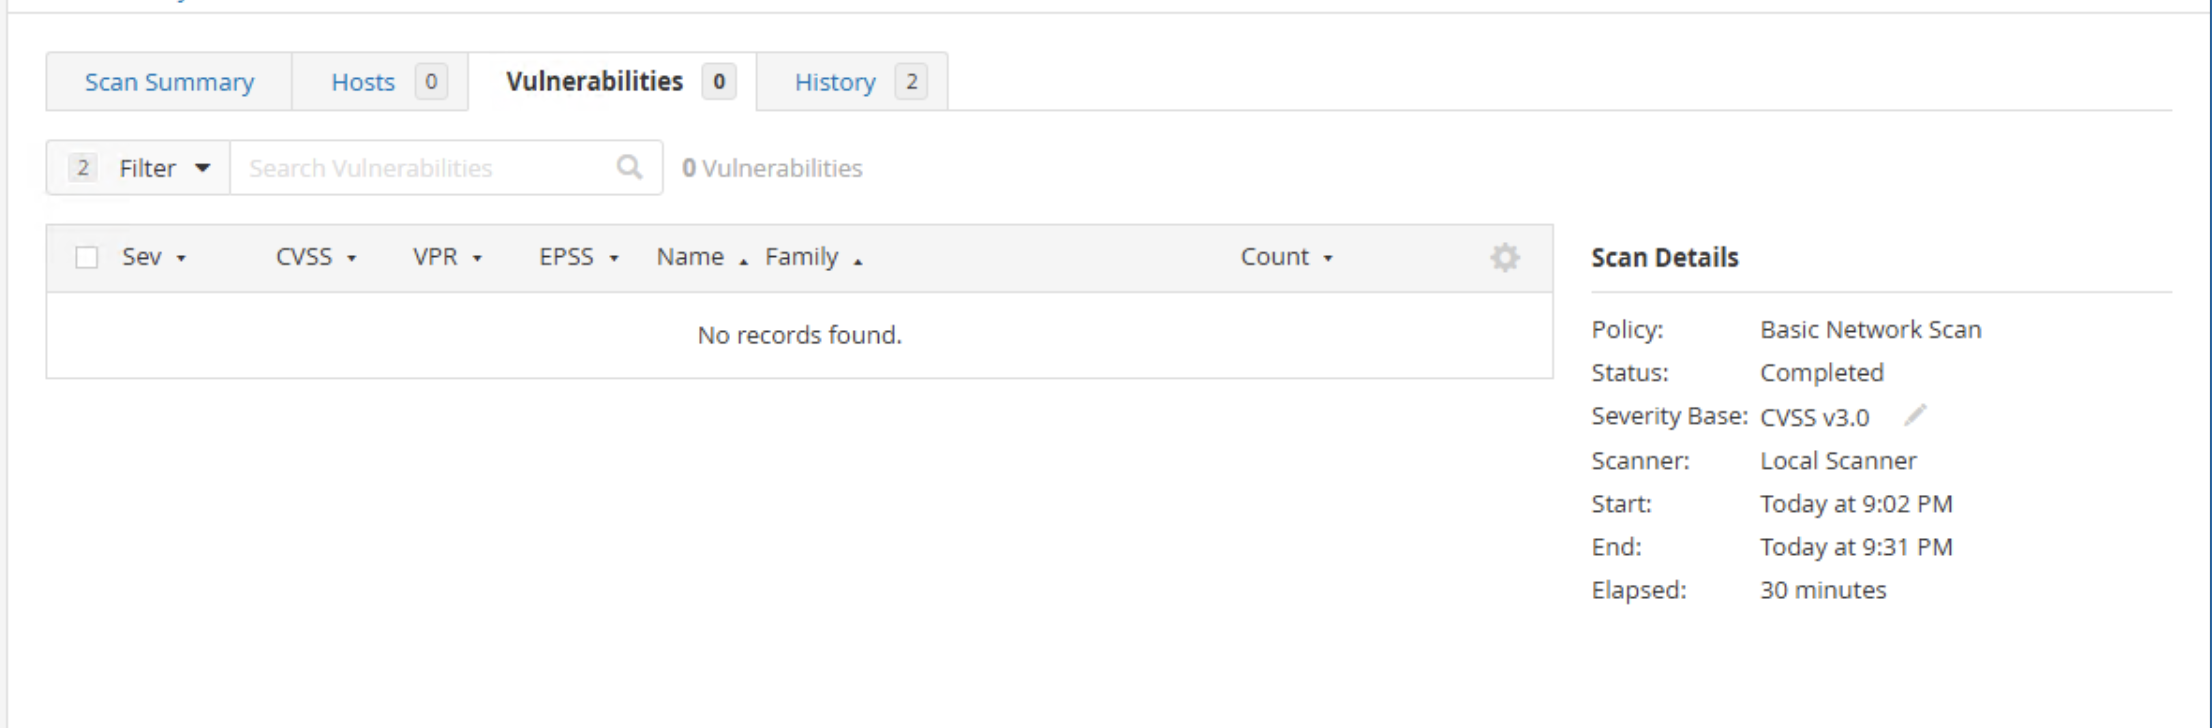 Scan Summary Hosts 0 Vulnerabilities 0 History 2
2 Filter Search Vulnerabilities 0 Vulnerabilities
Sev CVSS VPR EPSS Name Family Count
No records found.
Scan Details
Policy: Basic Network Scan
Status: Completed
Severity Base: CVSS v3.0
Scanner: Local Scanner
Start: Today at 9:02 PM
End: Today at 9:31 PM
Elapsed: 30 minutes